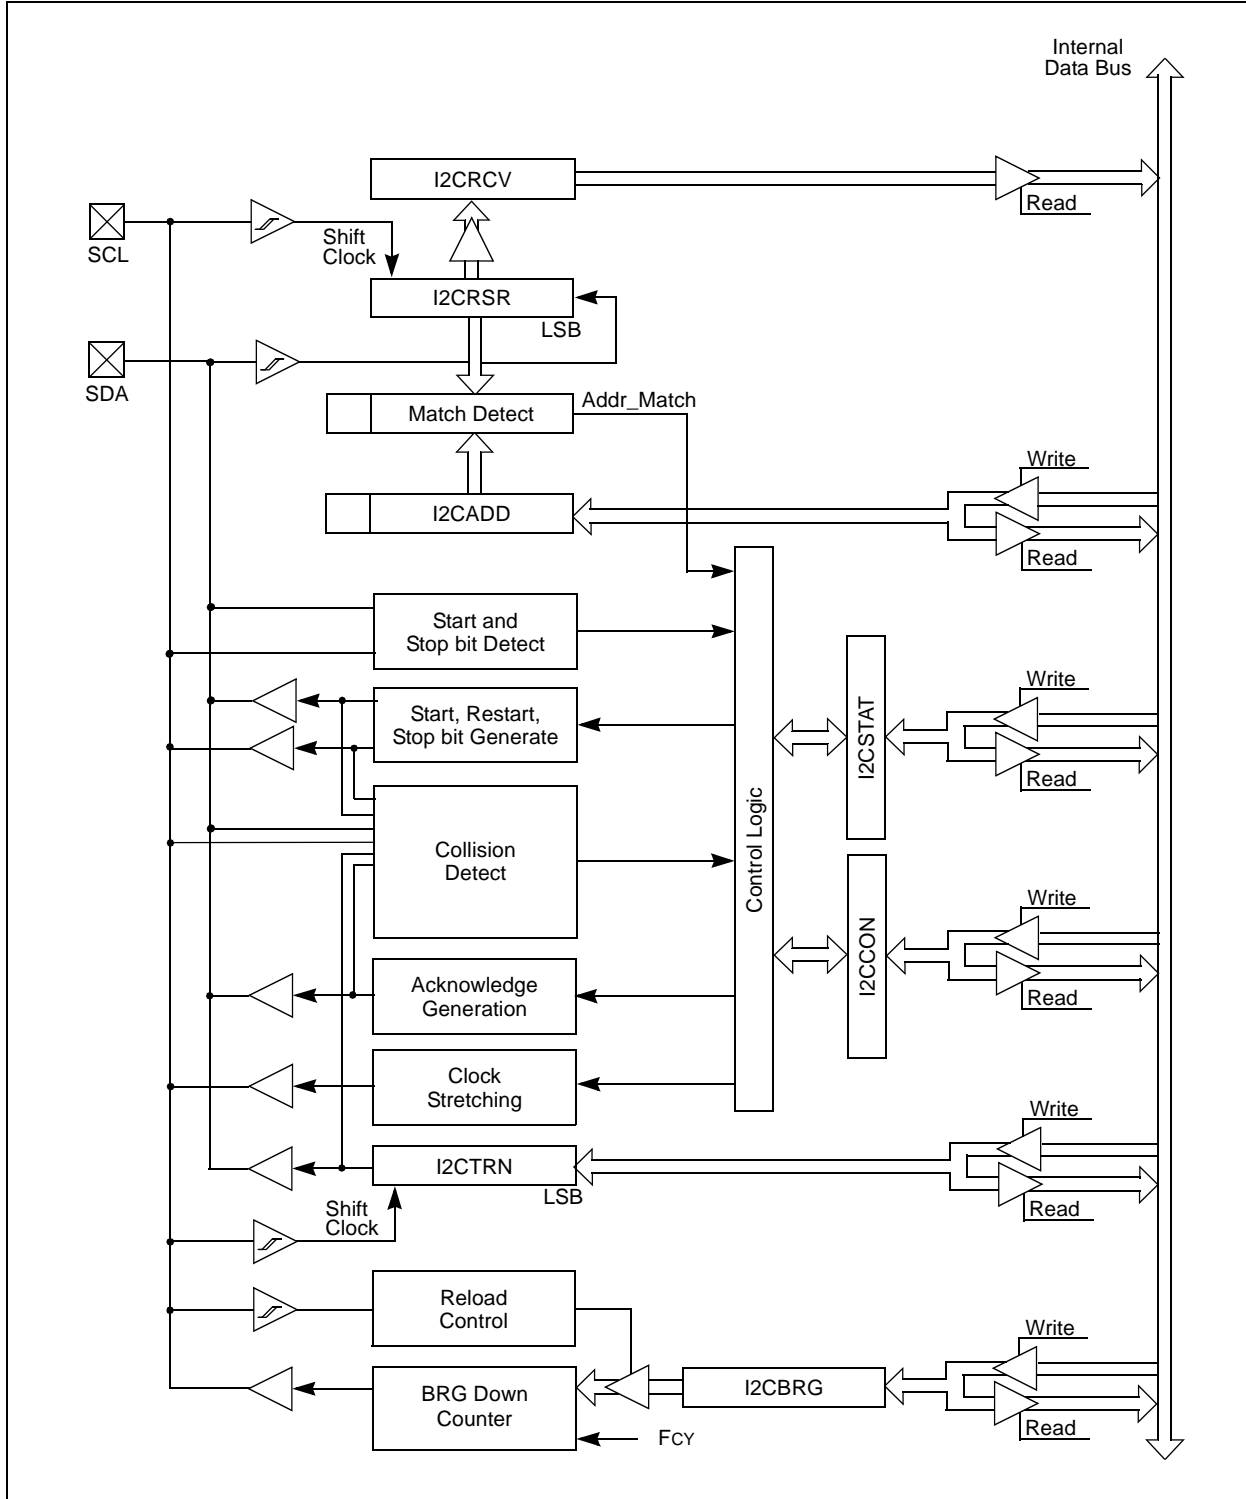 Internal
Data Bus
I2CRCV
Read
SCL
Shift
Clock
I2CRSR
LSB
SDA
Match Detect
Addr_Match
Write
I2CADD
Read
Start and
Stop bit Detect
Start, Restart,
Stop bit Generate
Write
I2CSTAT
Read
Control Logic
Collision
Detect
Write
I2CCON
Read
Acknowledge
Generation
Clock
Stretching
Write
I2CTRN
LSB
Read
Shift
Clock
Reload
Control
Write
I2CBRG
BRG Down
Counter
Read
FCY